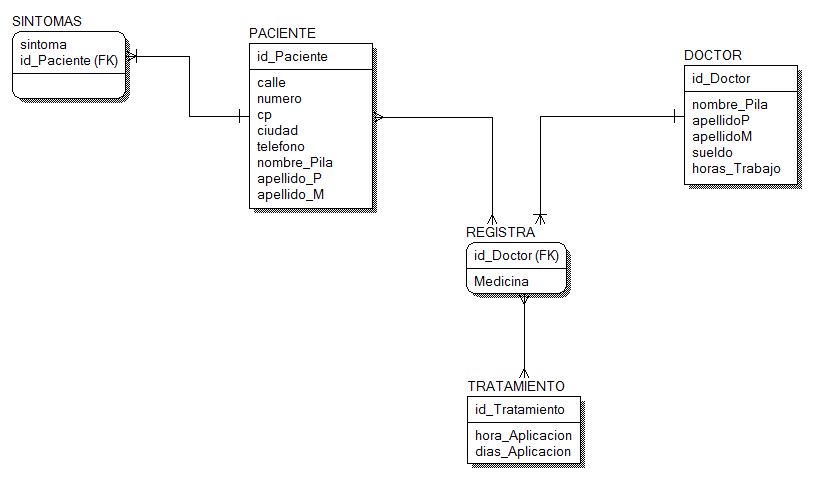 SINTOMAS
sintoma
id_Paciente (FK)
PACIENTE
id_Paciente
calle
numero
cp
ciudad
telefono
nombre_Pila
apellido_P
apellido_M
DOCTOR
id_Doctor
nombre_Pila
apellidoP
apellidoM
sueldo
horas_Trabajo
REGISTRA
id_Doctor (FK)
Medicina
TRATAMIENTO
id_Tratamiento
hora_Aplicacion
dias_Aplicacion